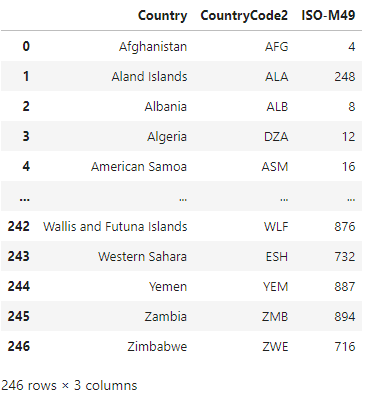 Country CountryCode2 ISO-M49
0 Afghanistan AFG 4
1 Aland Islands ALA 248
2 Albania ALB 8
3 Algeria DZA 12
4 American Samoa ASM 16
... ... ... ...
242 Wallis and Futuna Islands WLF 876
243 Western Sahara ESH 732
244 Yemen YEM 887
245 Zambia ZMB 894
246 Zimbabwe ZWE 716
246 rows × 3 columns